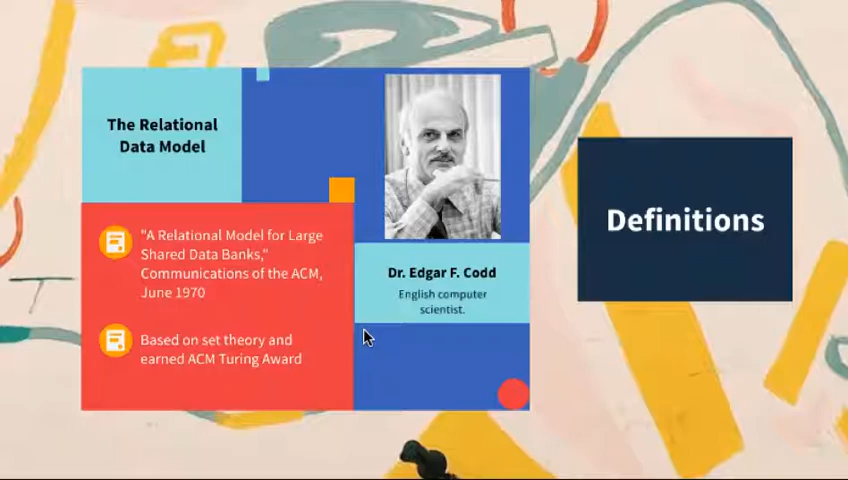 The Relational
Data Model
"A Relational Model for Large
Shared Data Banks,"
Communications of the ACM,
June 1970
Based on set theory and
earned ACM Turing Award
Dr. Edgar F. Codd
English computer
scientist.
Definitions